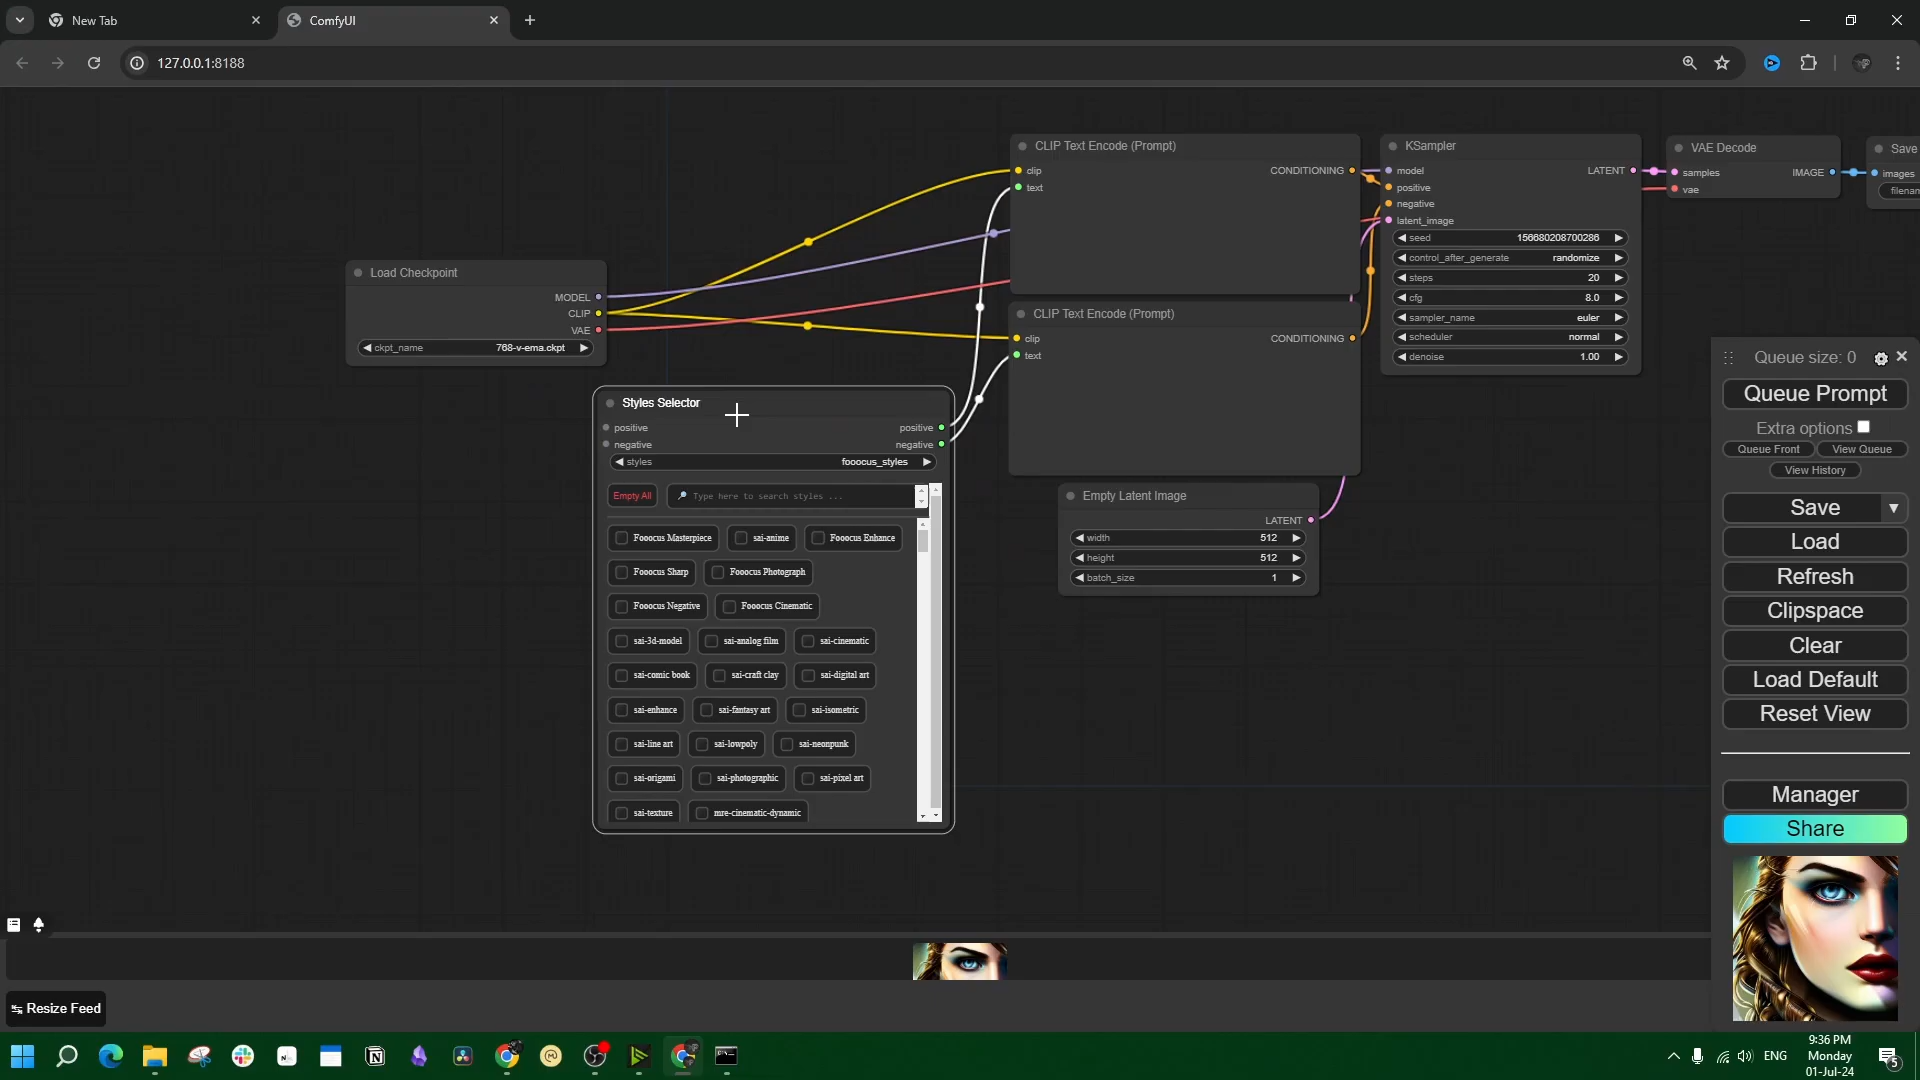 New Tab
ComfyUI
127.0.0.1:8188
CLIP Text Encode (Prompt)
clip
text
CONDITIONING
KSampler
model
LATENT
positive
negative
latent_image
seed 156680208700286
control_after_generate randomize
steps 20
cfg 8.0
sampler_name euler
scheduler normal
denoise 1.00
VAE Decode
samples
IMAGE
vae
Save
images
filenam
Load Checkpoint
MODEL
CLIP
VAE
ckpt_name 768-v-ema.ckpt
CLIP Text Encode (Prompt)
clip
CONDITIONING
text
Styles Selector
positive positive
negative negative
styles fooocus_styles
Empty All
Type here to search styles ...
Fooocus Masterpiece
sai-anime
Fooocus Enhance
Fooocus Sharp
Fooocus Photograph
Fooocus Negative
Fooocus Cinematic
sai-3d-model
sai-analog film
sai-cinematic
sai-comic book
sai-craft clay
sai-digital art
sai-enhance
sai-fantasy art
sai-isometric
sai-line art
sai-lowpoly
sai-neonpunk
sai-origami
sai-photographic
sai-pixel art
sai-texture
mre-cinematic-dynamic
Empty Latent Image
LATENT
width 512
height 512
batch_size 1
Queue size: 0
Queue Prompt
Extra options
Queue Front
View Queue
View History
Save
Load
Refresh
Clipspace
Clear
Load Default
Reset View
Manager
Share
Resize Feed
ENG
9:36 PM
Monday
01-Jul-24
5